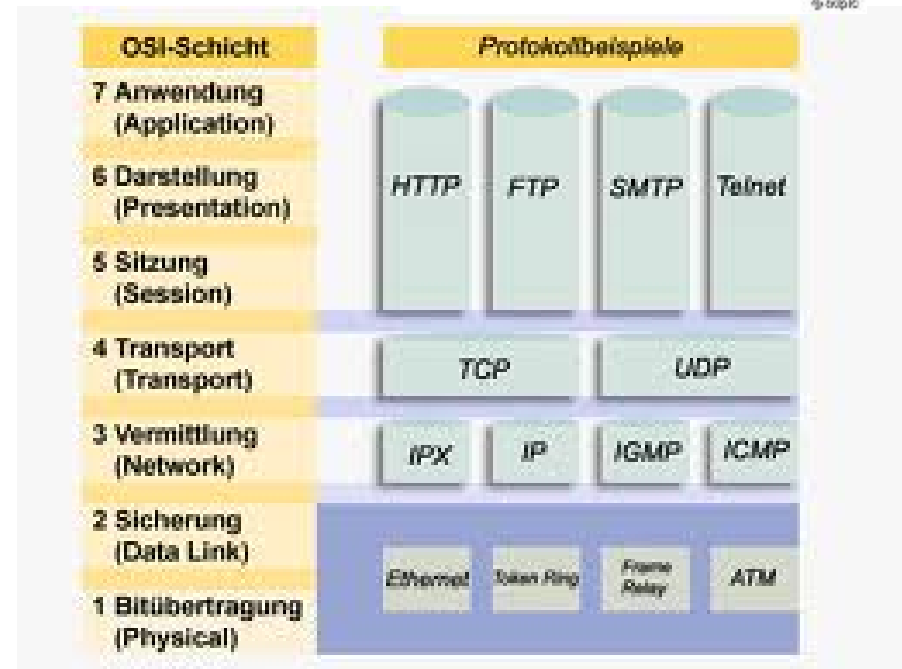 OSI-Schicht
Protokollbeispiele
7 Anwendung
(Application)
6 Darstellung
(Presentation)
HTTP FTP SMTP Telnet
5 Sitzung
(Session)
4 Transport
(Transport)
TCP UDP
3 Vermittlung
(Network)
IPX IP IGMP ICMP
2 Sicherung
(Data Link)
Ethernet Token Ring Frame Relay ATM
1 Bitübertragung
(Physical)